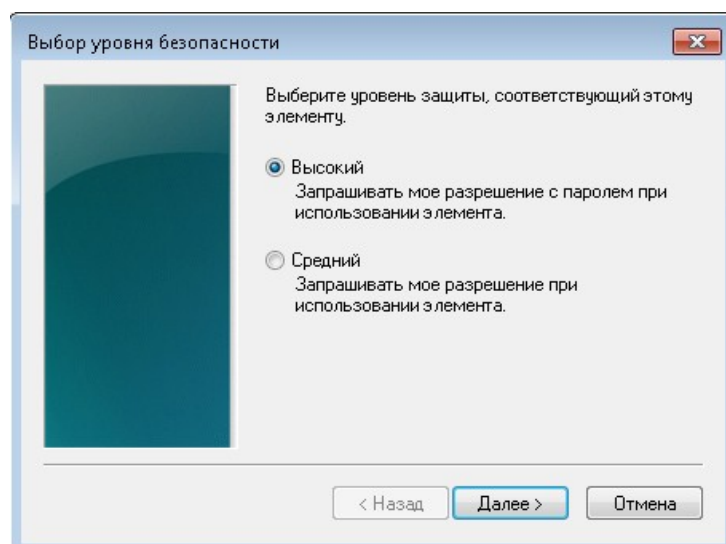 Выбор уровня безопасности
Выберите уровень защиты, соответствующий этому
элементу.
Высокий
Запрашивать мое разрешение с паролем при
использовании элемента.
Средний
Запрашивать мое разрешение при
использовании элемента.
< Назад
Далее >
Отмена